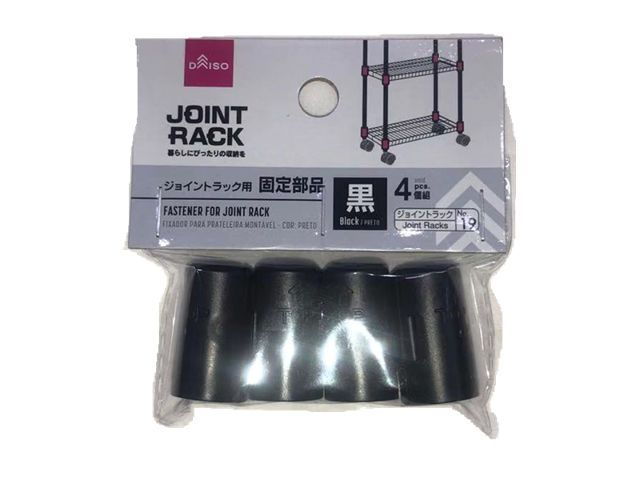 DAISO
JOINT
RACK
暮らしにぴったりの収納を
ジョイントラック用 固定部品
FASTENER FOR JOINT RACK
FIXADOR PARA PRATELEIRA MONTÁVEL - COR: PRETO
黒
Black / PRETO
4 pcs.
個組
ジョイントラック
Joint Racks
No.
19